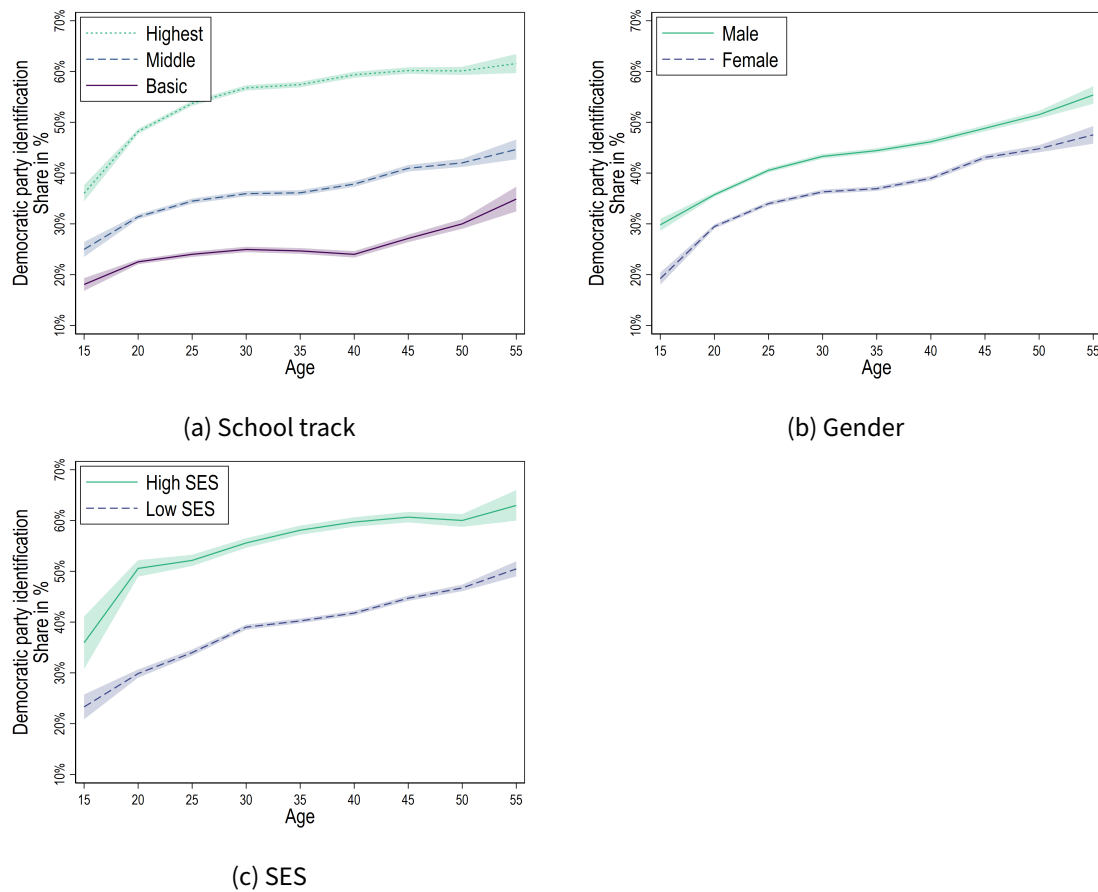 Democratic party identification
Share in %
70%
60%
50%
40%
30%
20%
10%
Highest
Middle
Basic
15 20 25 30 35 40 45 50 55
Age
(a) School track
Democratic party identification
Share in %
70%
60%
50%
40%
30%
20%
10%
Male
Female
15 20 25 30 35 40 45 50 55
Age
(b) Gender
Democratic party identification
Share in %
70%
60%
50%
40%
30%
20%
10%
High SES
Low SES
15 20 25 30 35 40 45 50 55
Age
(c) SES